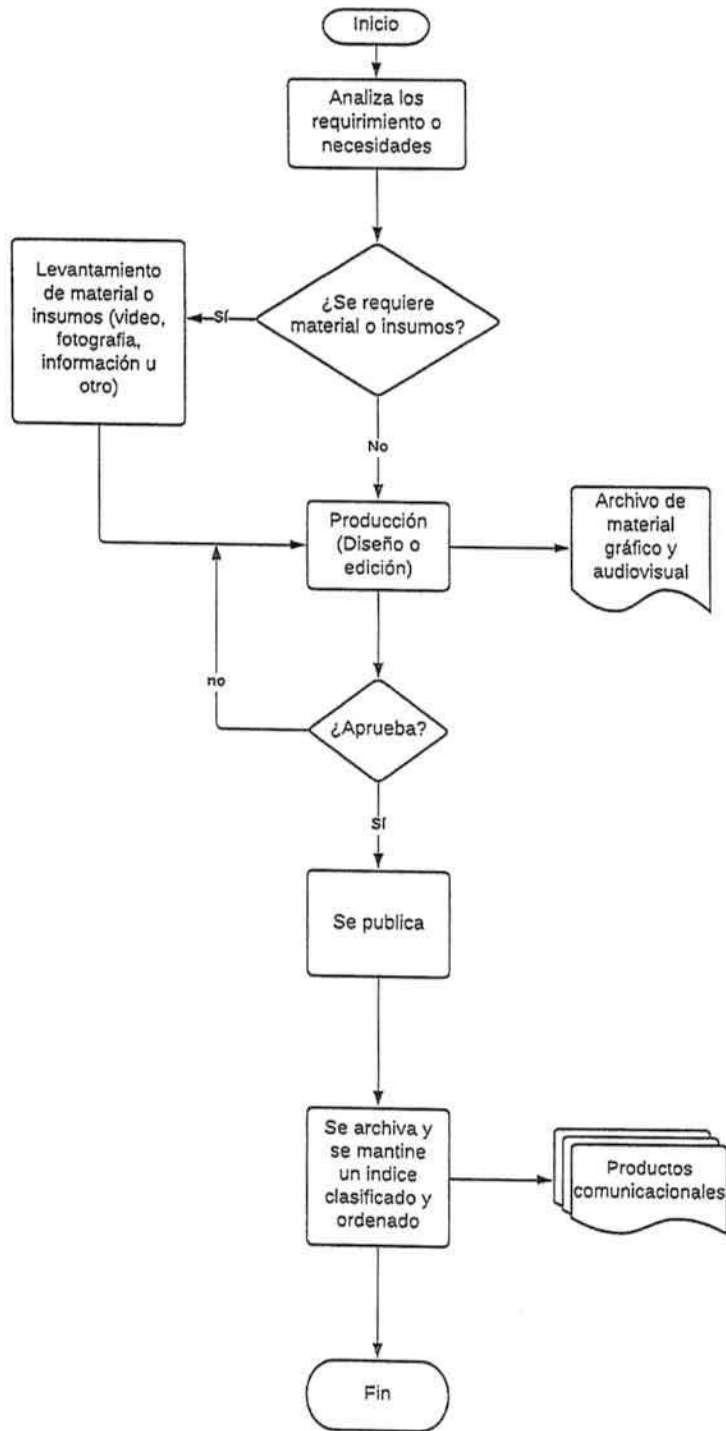 Inicio
Analiza los
requirimiento o
necesidades
¿Se requiere
material o insumos?
Sí
Levantamiento
de material o
insumos (video,
fotografia,
información u
otro)
No
Producción
(Diseño o
edición)
Archivo de
material
gráfico y
audiovisual
no
¿Aprueba?
Sí
Se publica
Se archiva y
se mantine
un indice
clasificado y
ordenado
Productos
comunicacionales
Fin